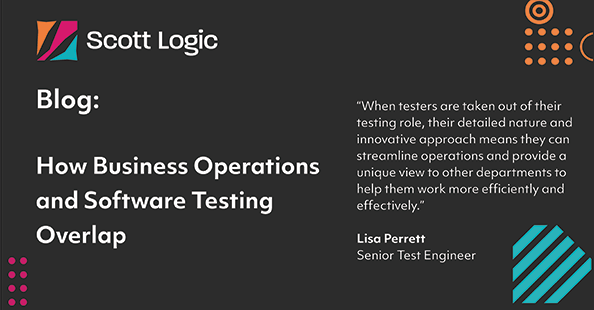 Scott Logic
Blog:
How Business Operations
and Software Testing
Overlap
“When testers are taken out of their
testing role, their detailed nature and
innovative approach means they can
streamline operations and provide a
unique view to other departments to
help them work more efficiently and
effectively.”
Lisa Perrett
Senior Test Engineer